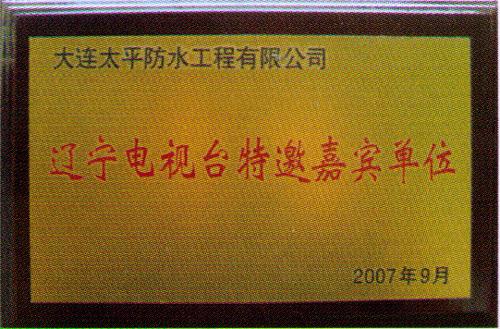 大连太平防水工程有限公司
辽宁电视台特邀嘉宾单位
2007年9月